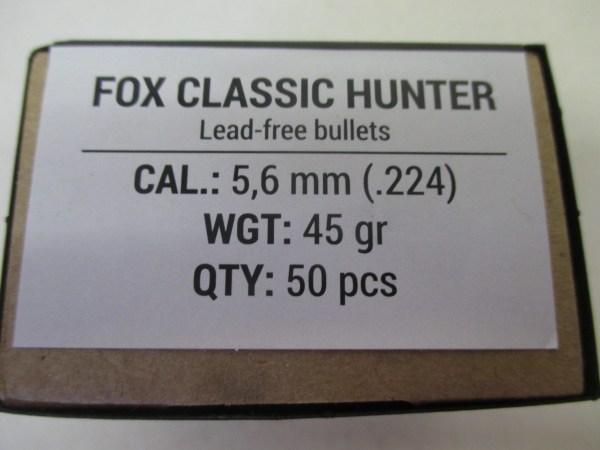 FOX CLASSIC HUNTER
Lead-free bullets
CAL.: 5,6 mm (.224)
WGT: 45 gr
QTY: 50 pcs